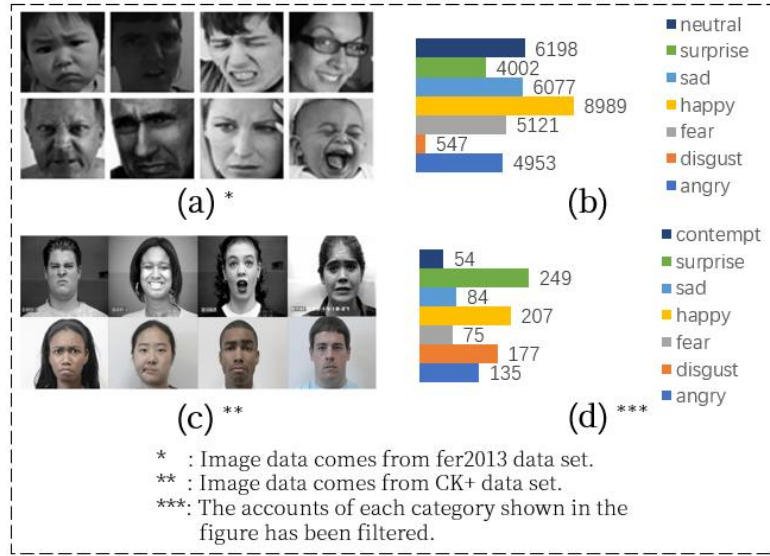 neutral
surprise
sad
happy
fear
disgust
angry
6198
4002
6077
8989
5121
547
4953
(a) *
(b)
contempt
surprise
sad
happy
fear
disgust
angry
54
249
84
207
75
177
135
(c) **
(d) ***
* : Image data comes from fer2013 data set.
** : Image data comes from CK+ data set.
***: The accounts of each category shown in the
figure has been filtered.